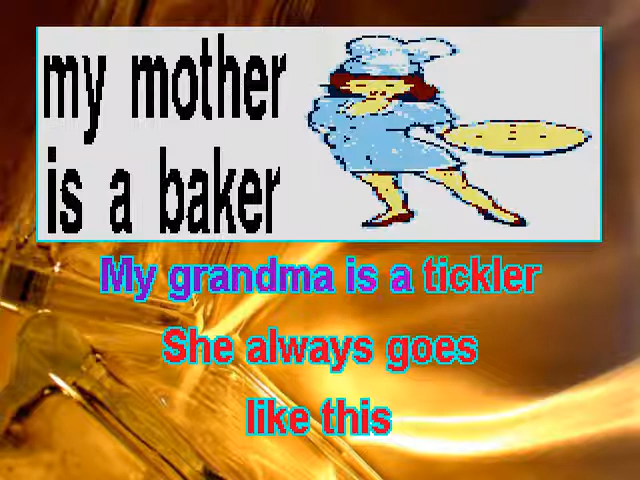 my mother
is a baker
My grandma is a tickler
She always goes
like this